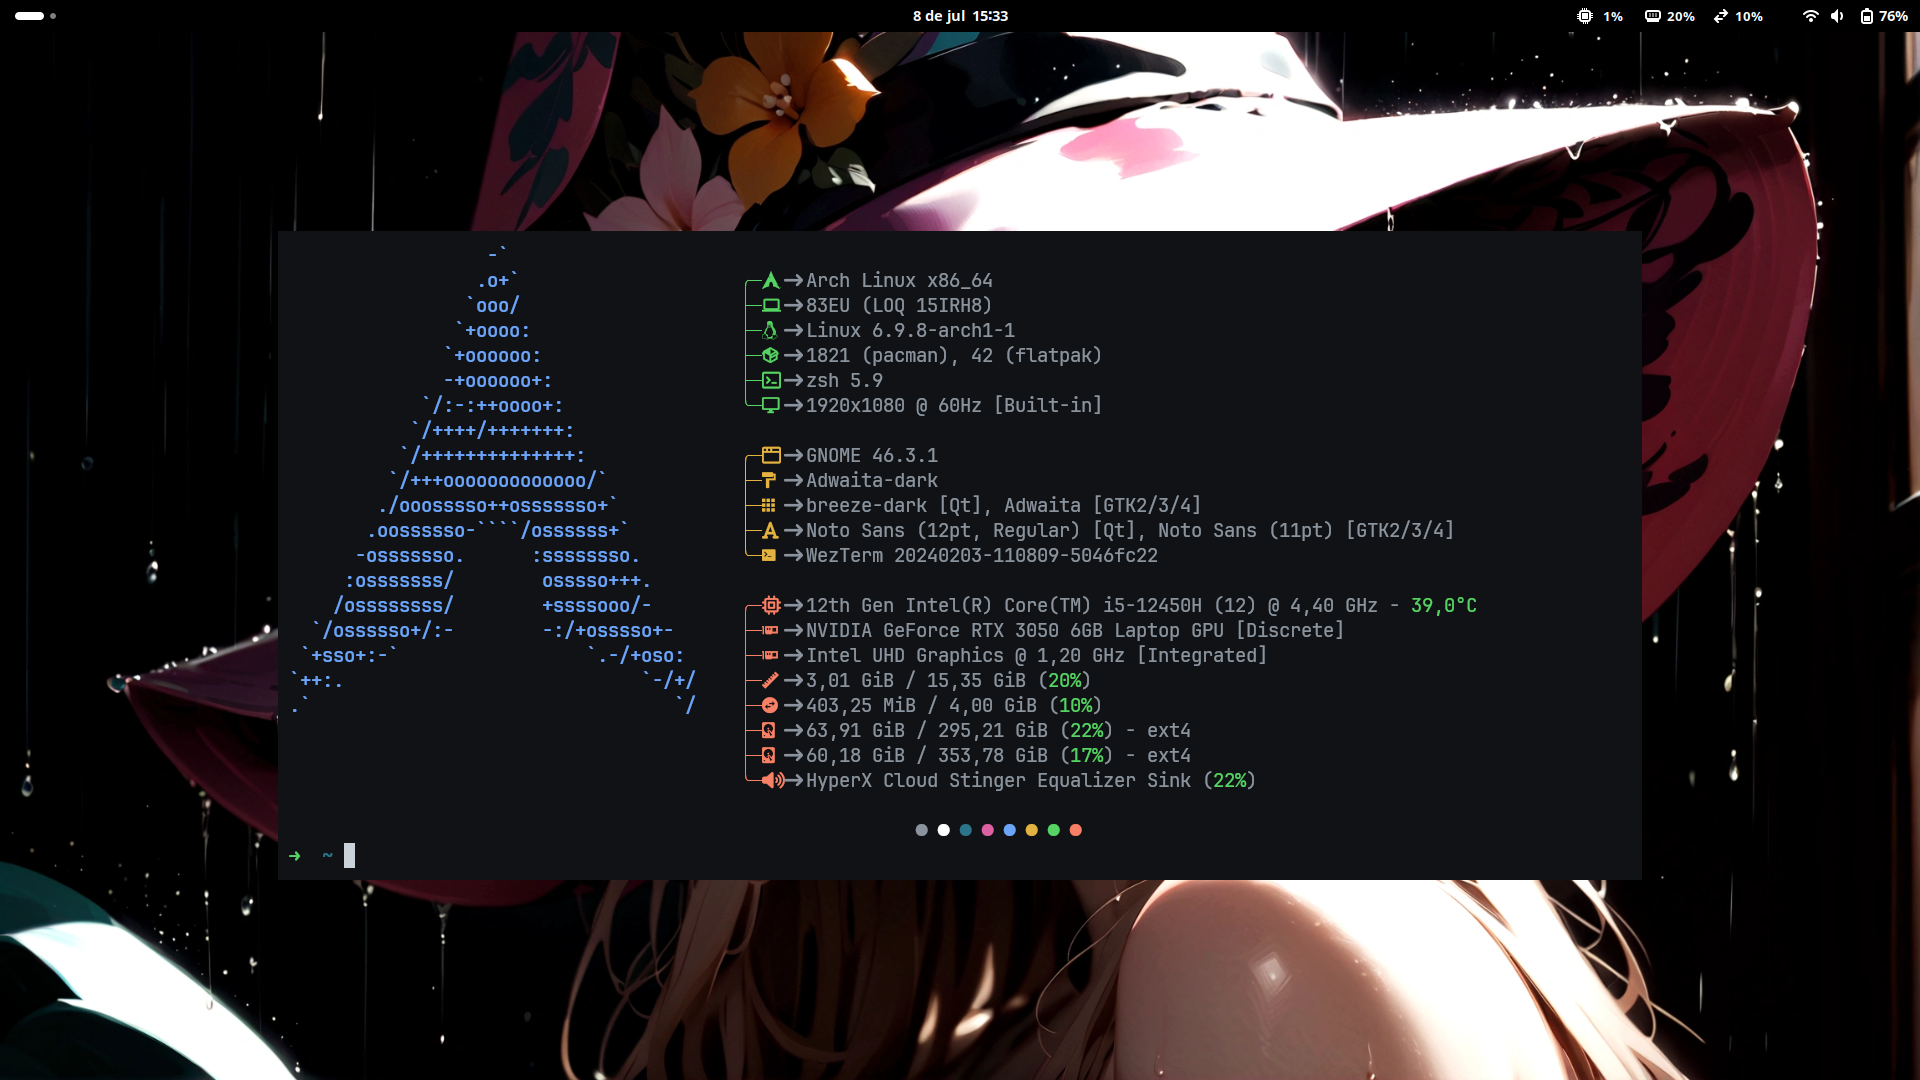 8 de jul 15:33
1% 20% 10% 76%
-`
.o+`
`ooo/
`+oooo:
`+oooooo:
-+oooooo+:
`/:-:++oooo+:
`/++++/+++++++:
`/++++++++++++++:
`/+++ooooooooooooo/`
./ooosssso++osssssso+`
.oossssso-````/ossssss+`
-osssssso.      :ssssssso.
:osssssss/        osssso+++.
/ossssssss/        +ssssooo/-
`/ossssso+/:-        -:/+osssso+-
`+sso+:-`                 `.-/+oso:
`++:.                           `-/+/
.`                                 `/
Arch Linux x86_64
83EU (LOQ 15IRH8)
Linux 6.9.8-arch1-1
1821 (pacman), 42 (flatpak)
zsh 5.9
1920x1080 @ 60Hz [Built-in]
GNOME 46.3.1
Adwaita-dark
breeze-dark [Qt], Adwaita [GTK2/3/4]
Noto Sans (12pt, Regular) [Qt], Noto Sans (11pt) [GTK2/3/4]
WezTerm 20240203-110809-5046fc22
12th Gen Intel(R) Core(TM) i5-12450H (12) @ 4,40 GHz - 39,0°C
NVIDIA GeForce RTX 3050 6GB Laptop GPU [Discrete]
Intel UHD Graphics @ 1,20 GHz [Integrated]
3,01 GiB / 15,35 GiB (20%)
403,25 MiB / 4,00 GiB (10%)
63,91 GiB / 295,21 GiB (22%) - ext4
60,18 GiB / 353,78 GiB (17%) - ext4
HyperX Cloud Stinger Equalizer Sink (22%)
➜ ~